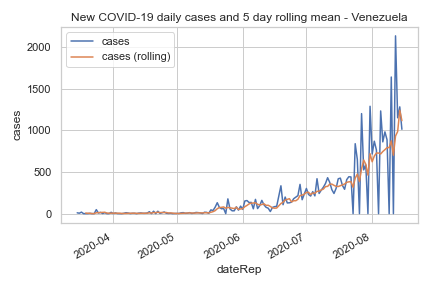 New COVID-19 daily cases and 5 day rolling mean - Venezuela
cases
cases (rolling)
2000
1500
1000
500
0
cases
2020-04
2020-05
2020-06
2020-07
2020-08
dateRep